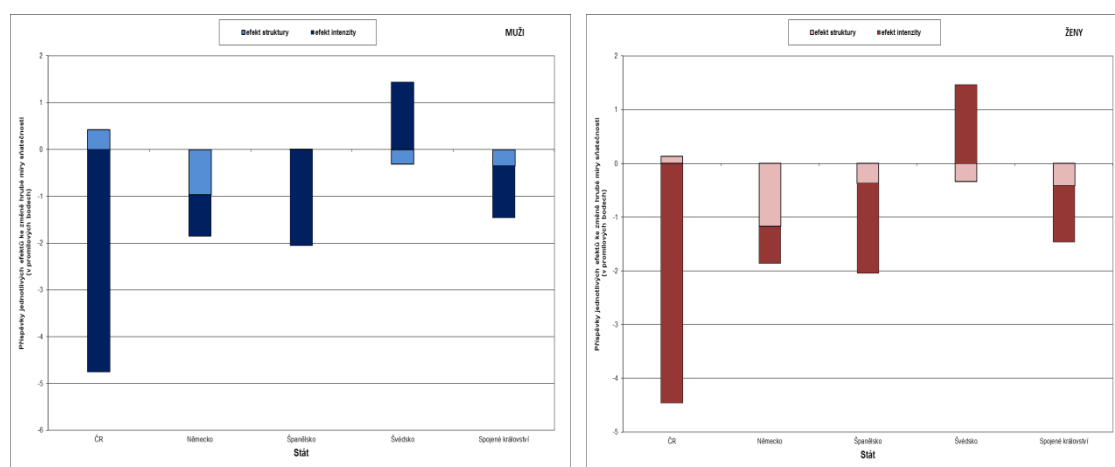 efekt struktury efekt intenzity
MUŽI
Příspěvky jednotlivých efektů ke změně hrubé míry sňatečnosti
(v promilových bodech)
2
1
0
-1
-2
-3
-4
-5
-6
ČR Německo Španělsko Švédsko Spojené království
Stát
efekt struktury efekt intenzity
ŽENY
Příspěvky jednotlivých efektů ke změně hrubé míry sňatečnosti
(v promilových bodech)
2
1
0
-1
-2
-3
-4
-5
ČR Německo Španělsko Švédsko Spojené království
Stát